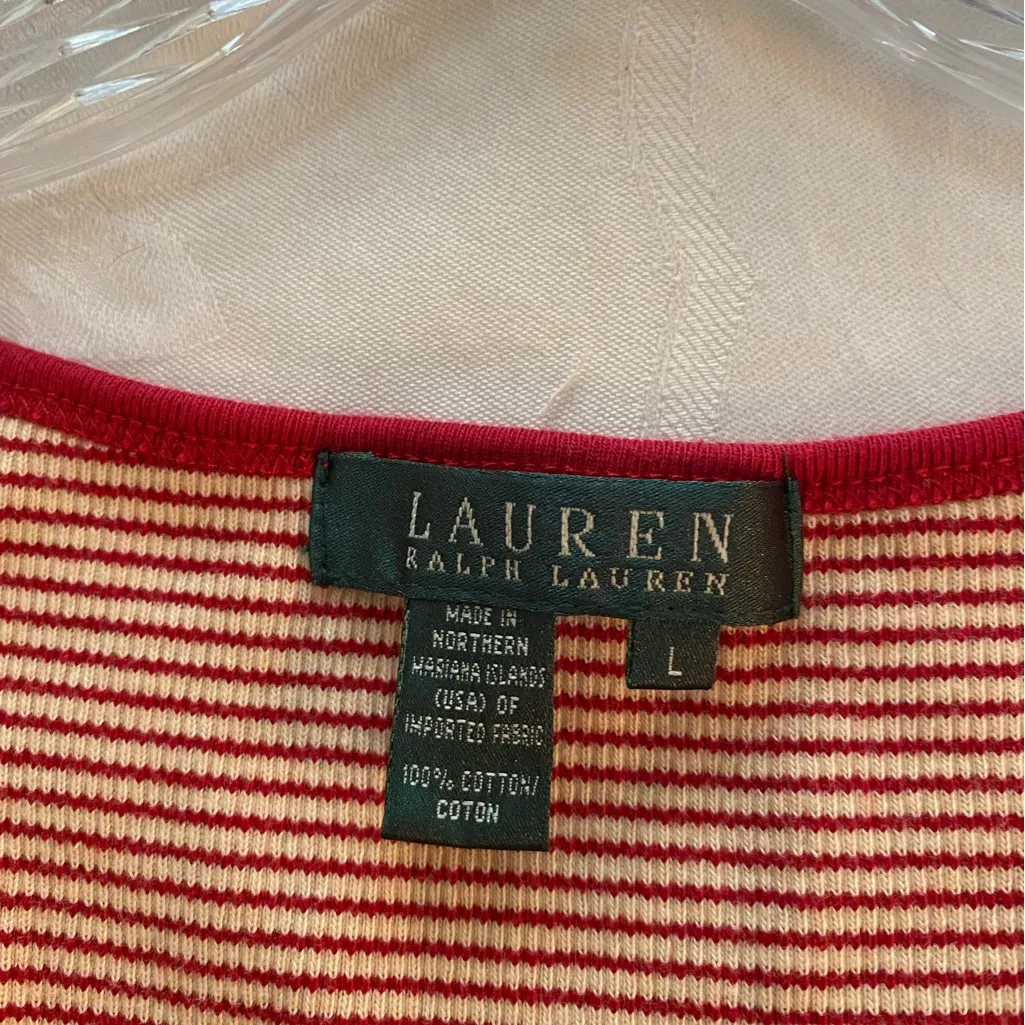 LAUREN
RALPH LAUREN
MADE IN
NORTHERN
MARIANA ISLANDS
(USA) OF
IMPORTED FABRIC
100% COTTON/
COTON
L